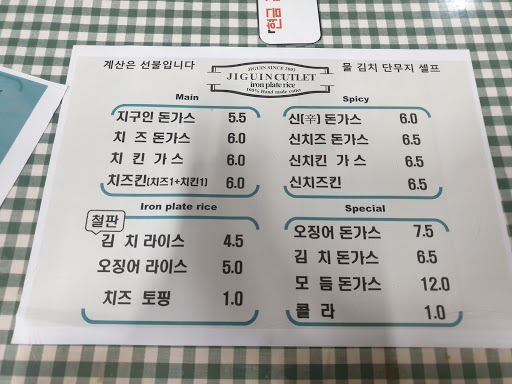 「현금
계산은 선불입니다
JIGUIN SINCE 2003
JIGUIN CUTLET
iron plate rice
물 김치 단무지 셀프
Main
지구인 돈가스 5.5
치 즈 돈가스 6.0
치 킨 가 스 6.0
치즈킨(치즈1+치킨1) 6.0
Spicy
신(辛) 돈가스 6.0
신치즈 돈가스 6.5
신치킨 가 스 6.5
신치즈킨 6.5
Iron plate rice
철판
김 치 라이스 4.5
오징어 라이스 5.0
치즈 토핑 1.0
Special
오징어 돈가스 7.5
김 치 돈가스 6.5
모 듬 돈가스 12.0
콜 라 1.0